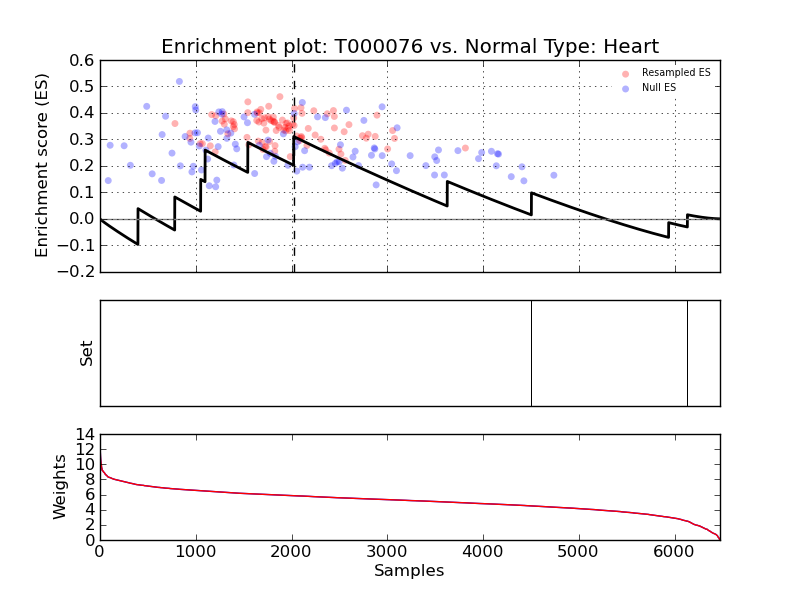 Enrichment plot: T000076 vs. Normal Type: Heart
Enrichment score (ES)
0.6
0.5
0.4
0.3
0.2
0.1
0.0
−0.1
−0.2
Resampled ES
Null ES
Set
Weights
14
12
10
8
6
4
2
0
0 1000 2000 3000 4000 5000 6000
Samples